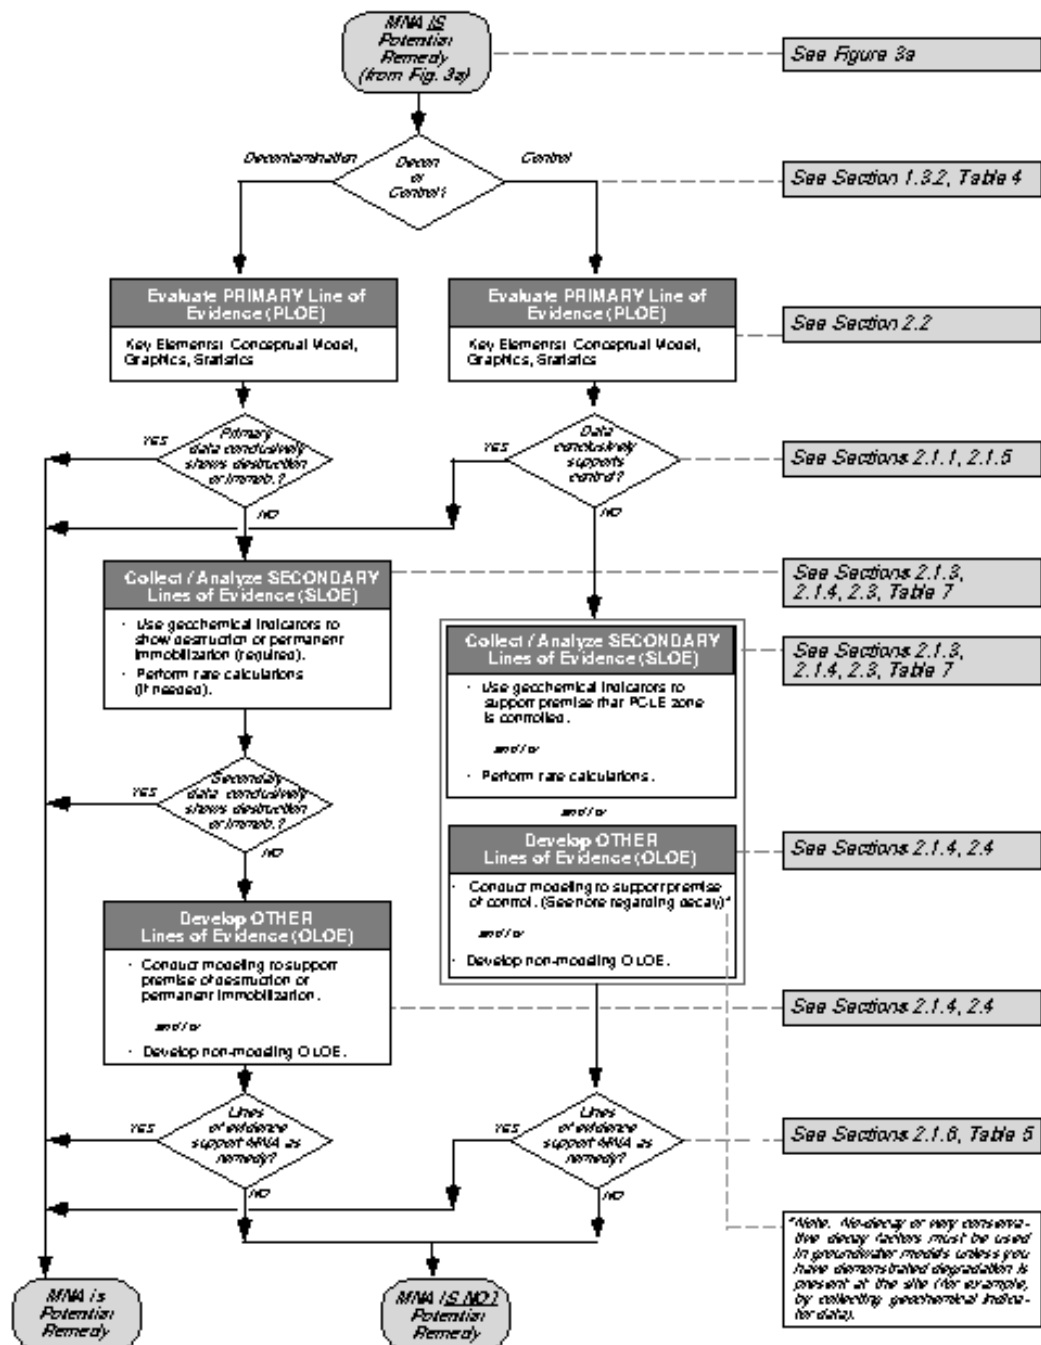 MNA IS
Potential
Remedy
(from Fig. 3a)
See Figure 3a
Decontamination
Decon
or
Control?
Control
See Section 1.3.2, Table 4
Evaluate PRIMARY Line of
Evidence (PLOE)
Key Elements: Conceptual Model,
Graphics, Statistics
Evaluate PRIMARY Line of
Evidence (PLOE)
Key Elements: Conceptual Model,
Graphics, Statistics
See Section 2.2
YES
Primary
data conclusively
shows destruction
or immob.?
NO
YES
Data
conclusively
supports
control?
NO
See Sections 2.1.1, 2.1.5
Collect / Analyze SECONDARY
Lines of Evidence (SLOE)
· Use geochemical indicators to
show destruction or permanent
immobilization (required).
· Perform rate calculations
(if needed).
See Sections 2.1.3,
2.1.4, 2.3, Table 7
Collect / Analyze SECONDARY
Lines of Evidence (SLOE)
· Use geochemical indicators to
support premise that PCLE zone
is controlled.
and/or
· Perform rate calculations.
See Sections 2.1.3,
2.1.4, 2.3, Table 7
and/or
YES
Secondary
data conclusively
shows destruction
or immob.?
NO
Develop OTHER
Lines of Evidence (OLOE)
· Conduct modeling to support premise
of control. (See note regarding decay)*
and/or
· Develop non-modeling OLOE.
See Sections 2.1.4, 2.4
Develop OTHER
Lines of Evidence (OLOE)
· Conduct modeling to support
premise of destruction or
permanent immobilization.
and/or
· Develop non-modeling OLOE.
See Sections 2.1.4, 2.4
YES
Lines
of evidence
support MNA as
remedy?
NO
YES
Lines
of evidence
support MNA as
remedy?
NO
See Sections 2.1.6, Table 5
*Note. No-decay or very conserva-
tive decay factors must be used
in groundwater models unless you
have demonstrated degradation is
present at the site (for example,
by collecting geochemical indica-
tor data).
MNA is
Potential
Remedy
MNA IS NOT
Potential
Remedy